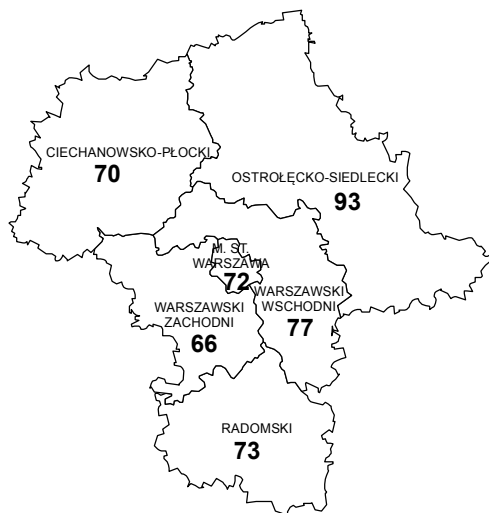 CIECHANOWSKO-PŁOCKI
70
OSTROŁĘCKO-SIEDLECKI
93
M. ST.
WARSZAWA
72
WARSZAWSKI
WSCHODNI
77
WARSZAWSKI
ZACHODNI
66
RADOMSKI
73